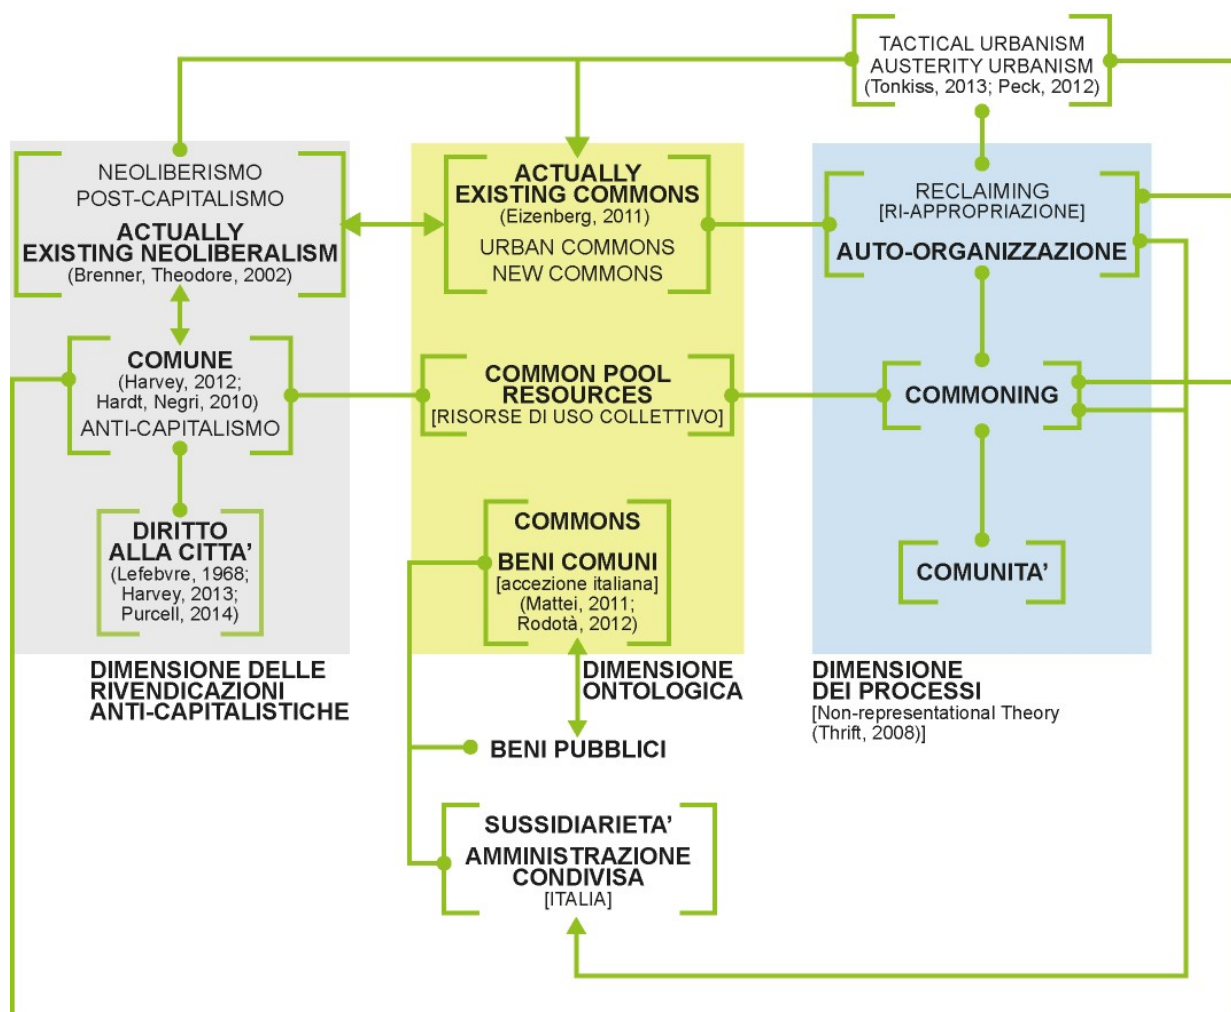 TACTICAL URBANISM
AUSTERITY URBANISM
(Tonkiss, 2013; Peck, 2012)
NEOLIBERISMO
POST-CAPITALISMO
ACTUALLY
EXISTING NEOLIBERALISM
(Brenner, Theodore, 2002)
ACTUALLY
EXISTING COMMONS
(Eizenberg, 2011)
URBAN COMMONS
NEW COMMONS
RECLAIMING
[RI-APPROPRIAZIONE]
AUTO-ORGANIZZAZIONE
COMUNE
(Harvey, 2012;
Hardt, Negri, 2010)
ANTI-CAPITALISMO
COMMON POOL
RESOURCES
[RISORSE DI USO COLLETTIVO]
COMMONING
DIRITTO
ALLA CITTA'
(Lefebvre, 1968;
Harvey, 2013;
Purcell, 2014)
COMMONS
BENI COMUNI
[accezione italiana]
(Mattei, 2011;
Rodotà, 2012)
COMUNITA'
DIMENSIONE DELLE
RIVENDICAZIONI
ANTI-CAPITALISTICHE
DIMENSIONE
ONTOLOGICA
DIMENSIONE
DEI PROCESSI
[Non-representational Theory
(Thrift, 2008)]
BENI PUBBLICI
SUSSIDIARIETA'
AMMINISTRAZIONE
CONDIVISA
[ITALIA]